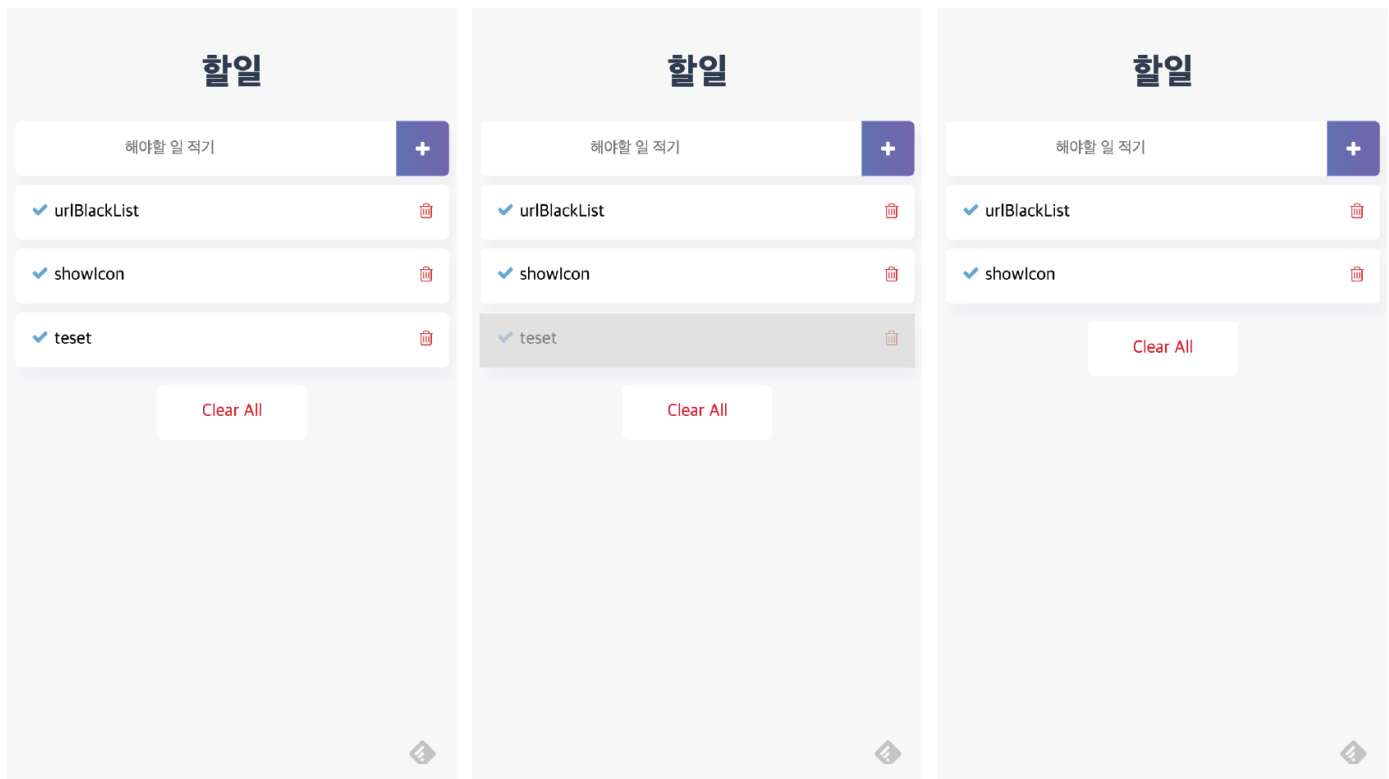 할일
해야할 일 적기
urlBlackList
showIcon
teset
Clear All
할일
해야할 일 적기
urlBlackList
showIcon
teset
Clear All
할일
해야할 일 적기
urlBlackList
showIcon
Clear All